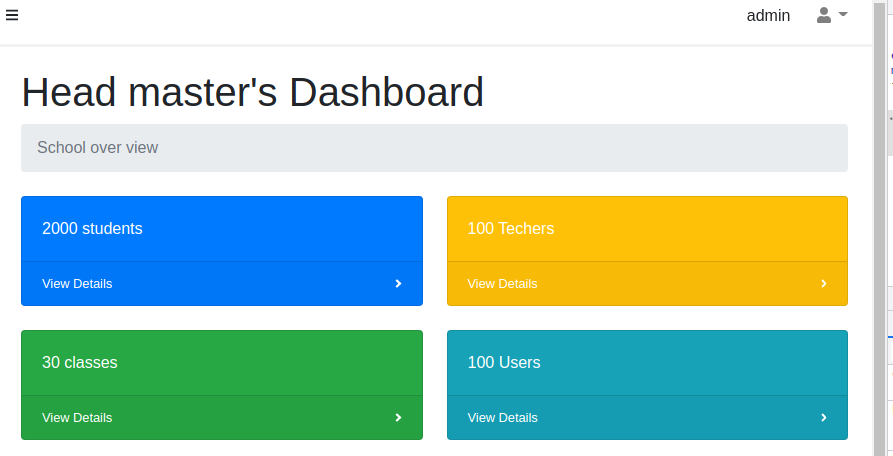 admin
Head master's Dashboard
School over view
2000 students
100 Techers
View Details
View Details
30 classes
100 Users
View Details
View Details